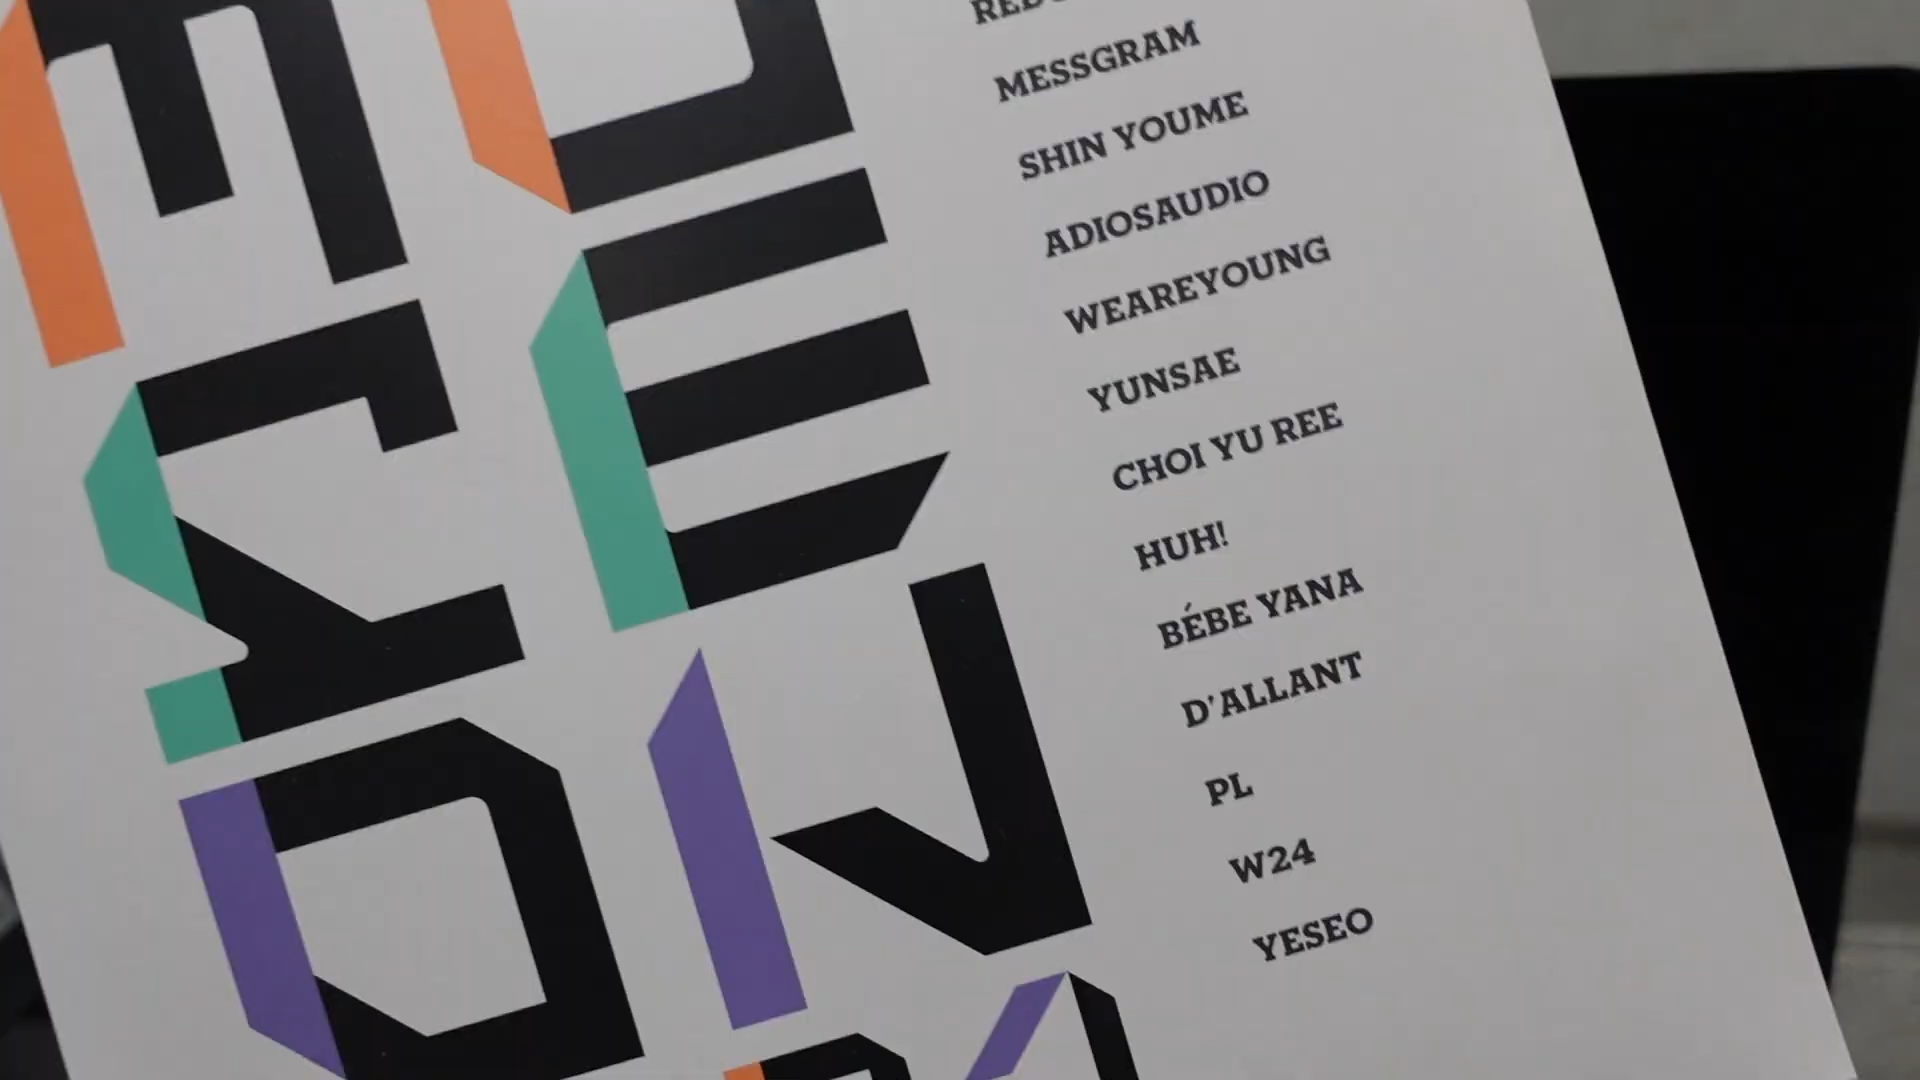 MESSGRAM
SHIN YOUME
ADIOSAUDIO
WEAREYOUNG
YUNSAE
CHOI YU REE
HUH!
BÉBE YANA
D'ALLANT
PL
W24
YESEO